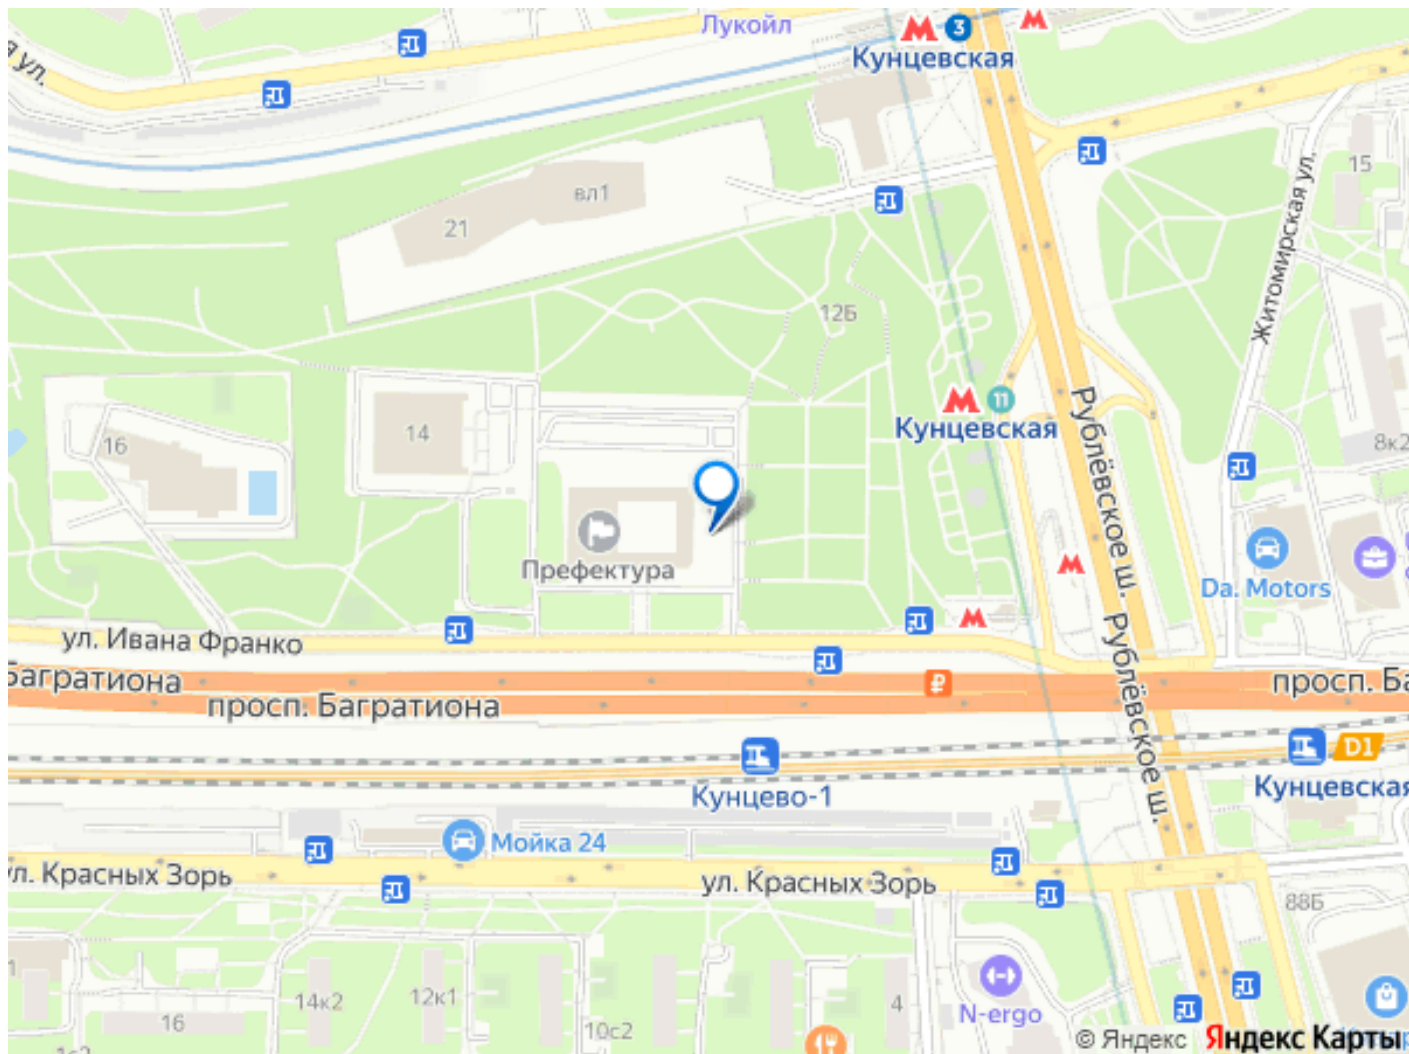 Лукойл
3
Кунцевская
я ул.
15
вл1
21
Житомирская ул.
12Б
11
Кунцевская
Рублёвское ш.
14
16
8к2
Префектура
Da. Motors
ул. Ивана Франко
Рублёвское ш.
Багратиона
просп. Багратиона
₽
просп. Ба
D1
Кунцево-1
Кунцевская
Мойка 24
ул. Красных Зорь
ул. Красных Зорь
88Б
14к2
12к1
4
16
10с2
N-ergo
© Яндекс Яндекс Карты